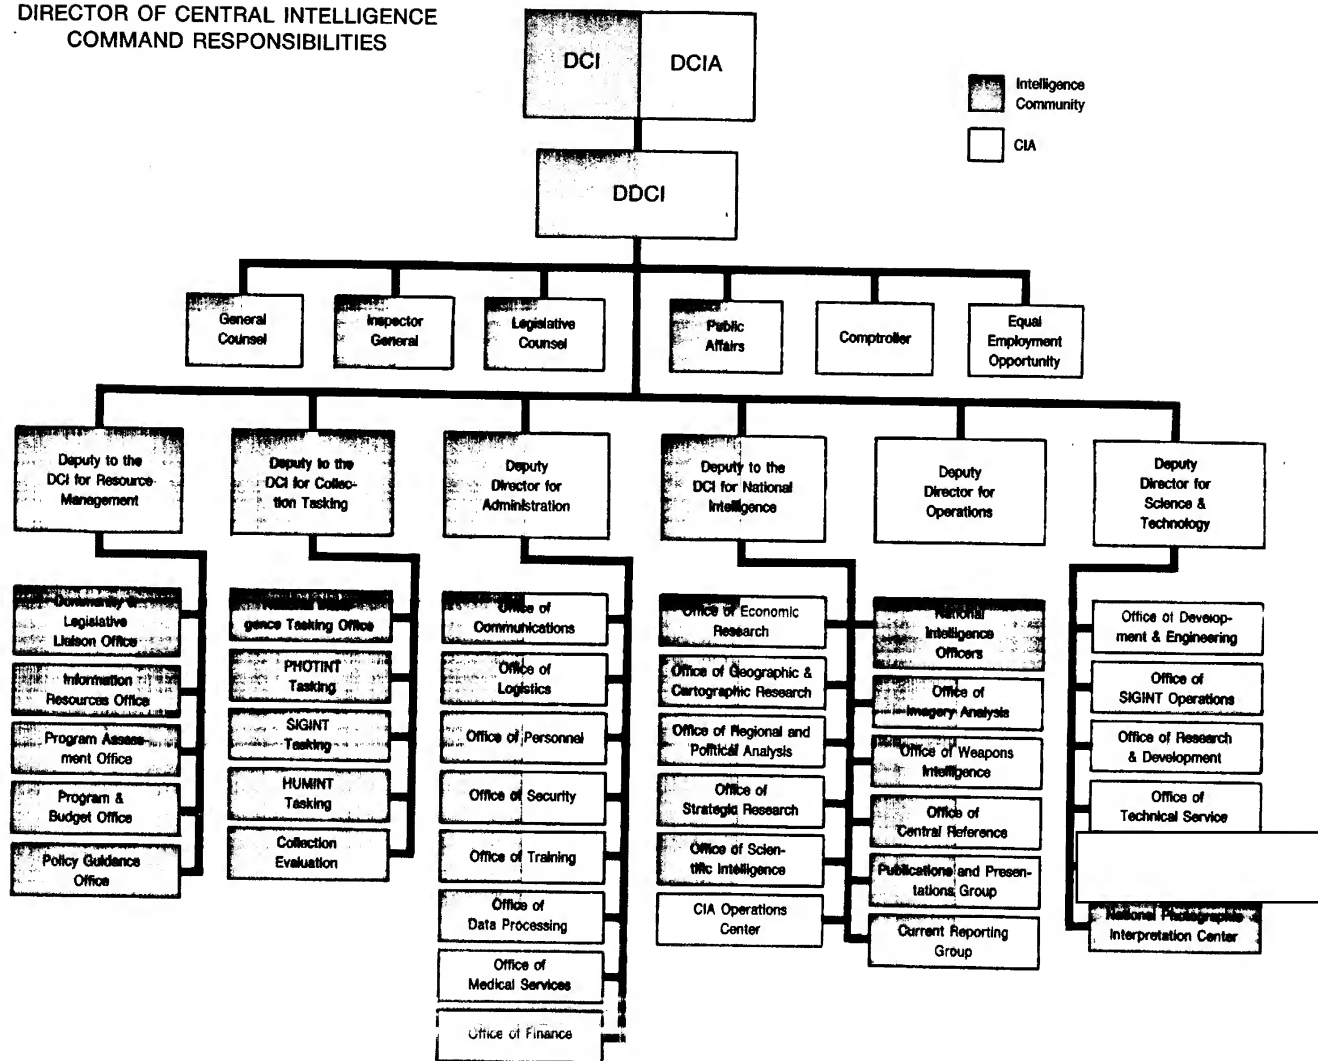 DIRECTOR OF CENTRAL INTELLIGENCE
COMMAND RESPONSIBILITIES
DCI
DCIA
Intelligence
Community
CIA
DDCI
General
Counsel
Inspector
General
Legislative
Counsel
Public
Affairs
Comptroller
Equal
Employment
Opportunity
Deputy to the
DCI for Resource
Management
Deputy to the
DCI for Collec-
tion Tasking
Deputy
Director for
Administration
Deputy to the
DCI for National
Intelligence
Deputy
Director for
Operations
Deputy
Director for
Science &
Technology
Community &
Legislative
Liaison Office
Information
Resources Office
Program Assess-
ment Office
Program &
Budget Office
Policy Guidance
Office
National
gence Tasking Office
PHOTINT
Tasking
SIGINT
Tasking
HUMINT
Tasking
Collection
Evaluation
Office of
Communications
Office of
Logistics
Office of Personnel
Office of Security
Office of Training
Office of
Data Processing
Office of
Medical Services
Office of Finance
Office of Economic
Research
Office of Geographic &
Cartographic Research
Office of Regional and
Political Analysis
Office of
Strategic Research
Office of Scien-
tific Intelligence
CIA Operations
Center
National
Intelligence
Officers
Office of
Imagery Analysis
Office of Weapons
Intelligence
Office of
Central Reference
Publications and Presen-
tations Group
Current Reporting
Group
Office of Develop-
ment & Engineering
Office of
SIGINT Operations
Office of Research
& Development
Office of
Technical Service
National Photographic
Interpretation Center